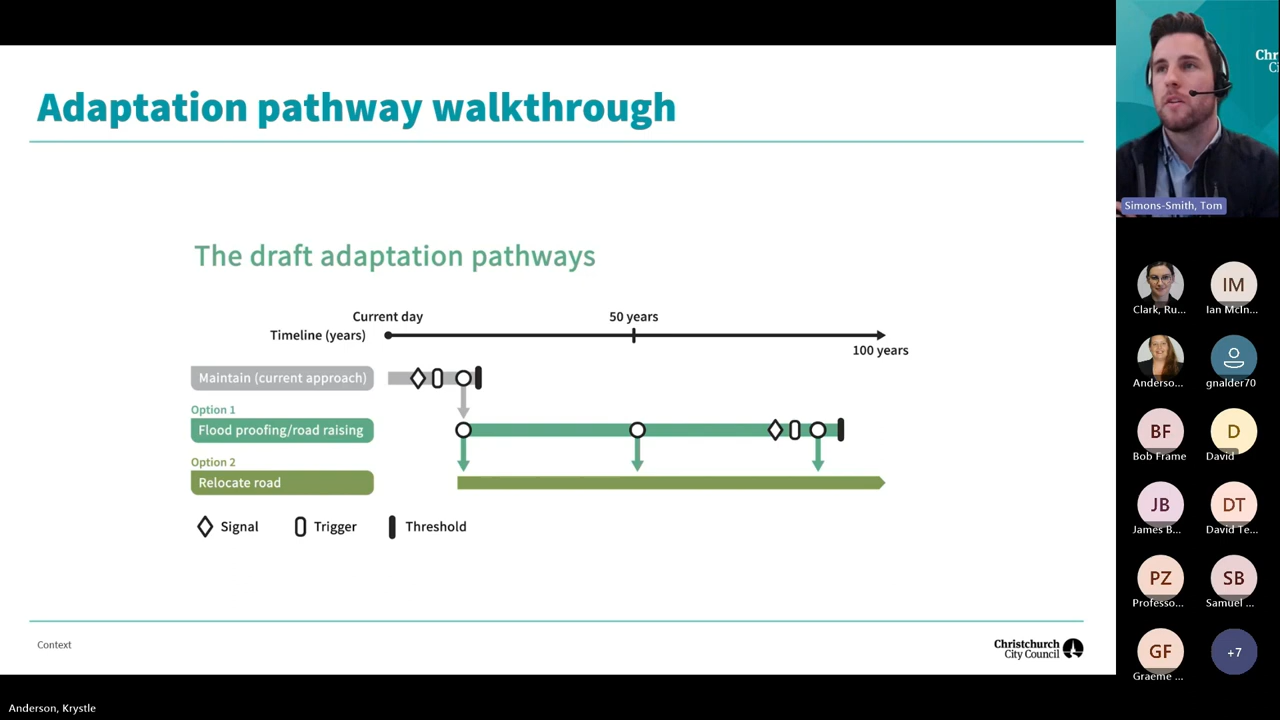 Adaptation pathway walkthrough
The draft adaptation pathways
Current day
50 years
Timeline (years)
100 years
Maintain (current approach)
Option 1
Flood proofing/road raising
Option 2
Relocate road
Signal
Trigger
Threshold
Context
Christchurch
City Council
Anderson, Krystle
Chr
Ci
Simons-Smith, Tom
Clark, Ru...
IM
Ian McIn...
Anderso...
gnalder70
BF
Bob Frame
D
David
JB
James B...
DT
David Te...
PZ
Professo...
SB
Samuel ...
GF
Graeme ...
+7